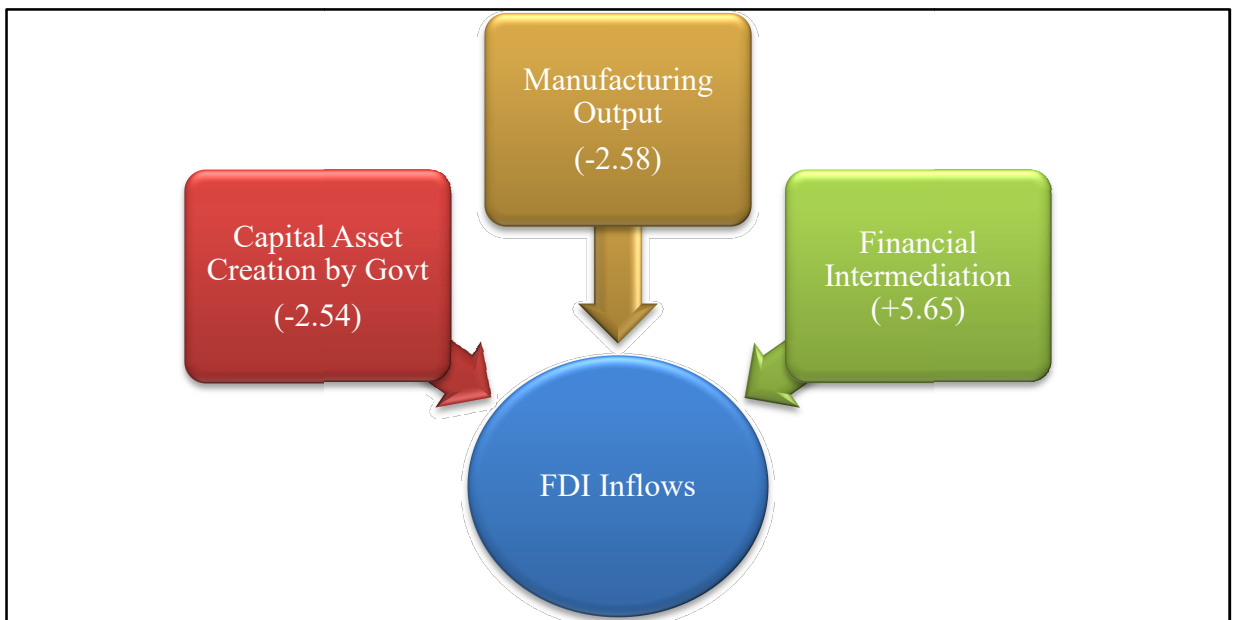 Manufacturing
Output
(-2.58)
Capital Asset
Creation by Govt
(-2.54)
Financial
Intermediation
(+5.65)
FDI Inflows